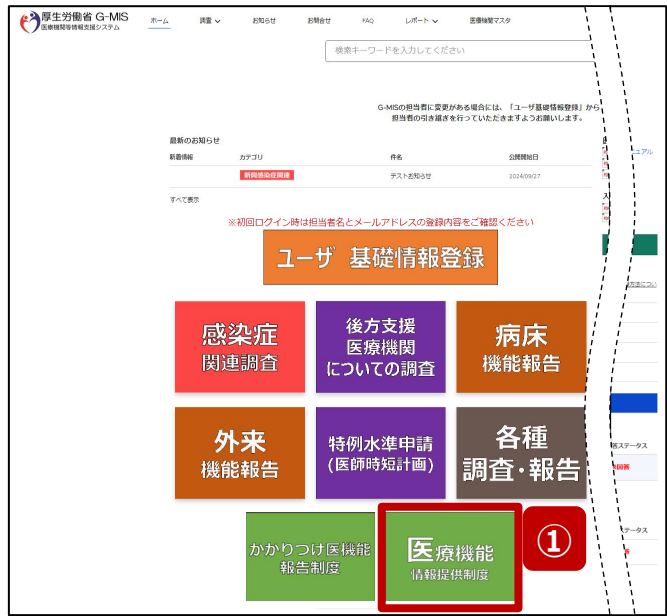 厚生労働省 G-MIS
医療機関等情報支援システム
ホーム 調査 お知らせ お問合せ FAQ レポート 医療機関マスタ
検索キーワードを入力してください
G-MISの担当者に変更がある場合には、「ユーザ基礎情報登録」から
担当者の引き継ぎを行っていただきますようお願いします。
最新のお知らせ
新着情報 カテゴリ 件名 公開開始日
ュアル
新興感染症関連 テストお知らせ 2024/09/27
すべて表示
※初回ログイン時は担当者名とメールアドレスの登録内容をご確認ください
ユーザ 基礎情報登録
方法につい
感染症
関連調査
後方支援
医療機関
についての調査
病床
機能報告
外来
機能報告
特例水準申請
(医師時短計画)
各種
調査・報告
答ステータス
回答
かかりつけ医機能
報告制度
医療機能
情報提供制度
①
ステータス